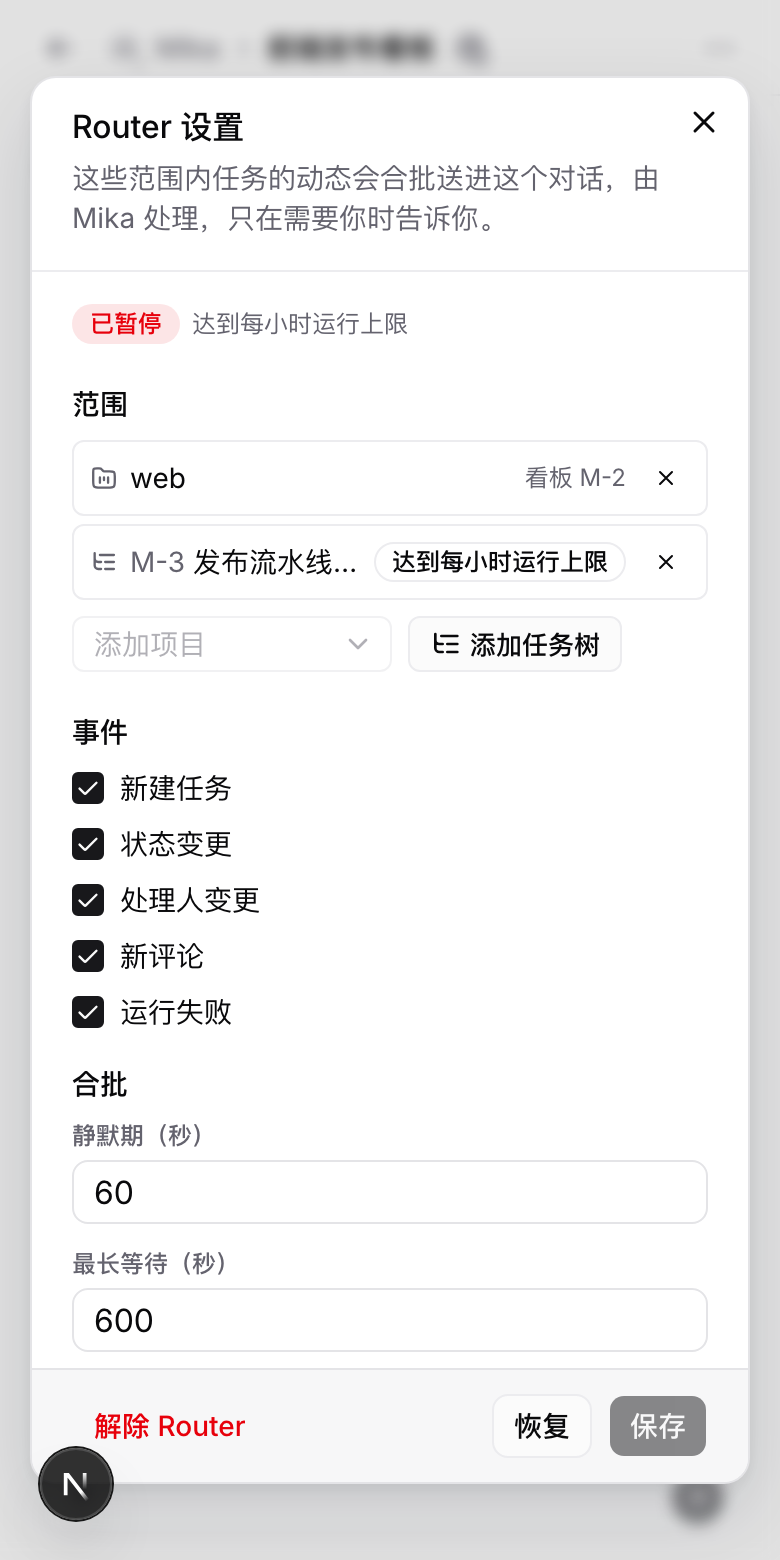 Router 设置
这些范围内任务的动态会合批送进这个对话，由
Mika 处理，只在需要你时告诉你。
已暂停 达到每小时运行上限
范围
web 看板 M-2
M-3 发布流水线... 达到每小时运行上限
添加项目 添加任务树
事件
新建任务
状态变更
处理人变更
新评论
运行失败
合批
静默期（秒）
60
最长等待（秒）
600
解除 Router 恢复 保存
N